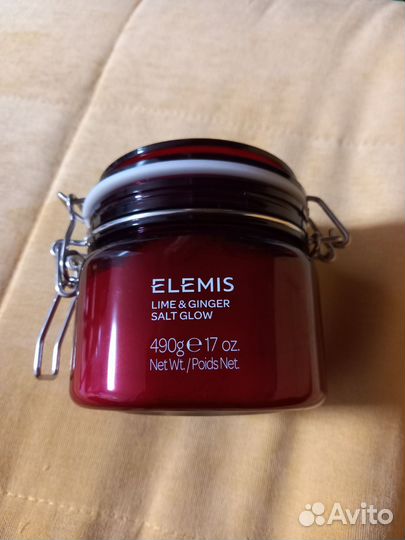 ELEMIS
LIME & GINGER
SALT GLOW
490g ℮ 17 oz.
Net Wt. / Poids Net.
Avito